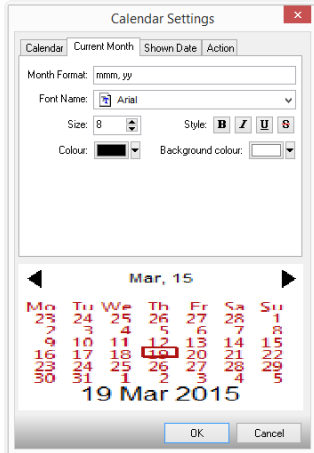 Calendar Settings
Calendar Current Month Shown Date Action
Month Format: mmm, yy
Font Name: Arial
Size: 8 Style: B I U S
Colour: Background colour:
Mar, 15
Mo Tu We Th Fr Sa Su
23 24 25 26 27 28 1
2 3 4 5 6 7 8
9 10 11 12 13 14 15
16 17 18 19 20 21 22
23 24 25 26 27 28 29
30 31 1 2 3 4 5
19 Mar 2015
OK Cancel